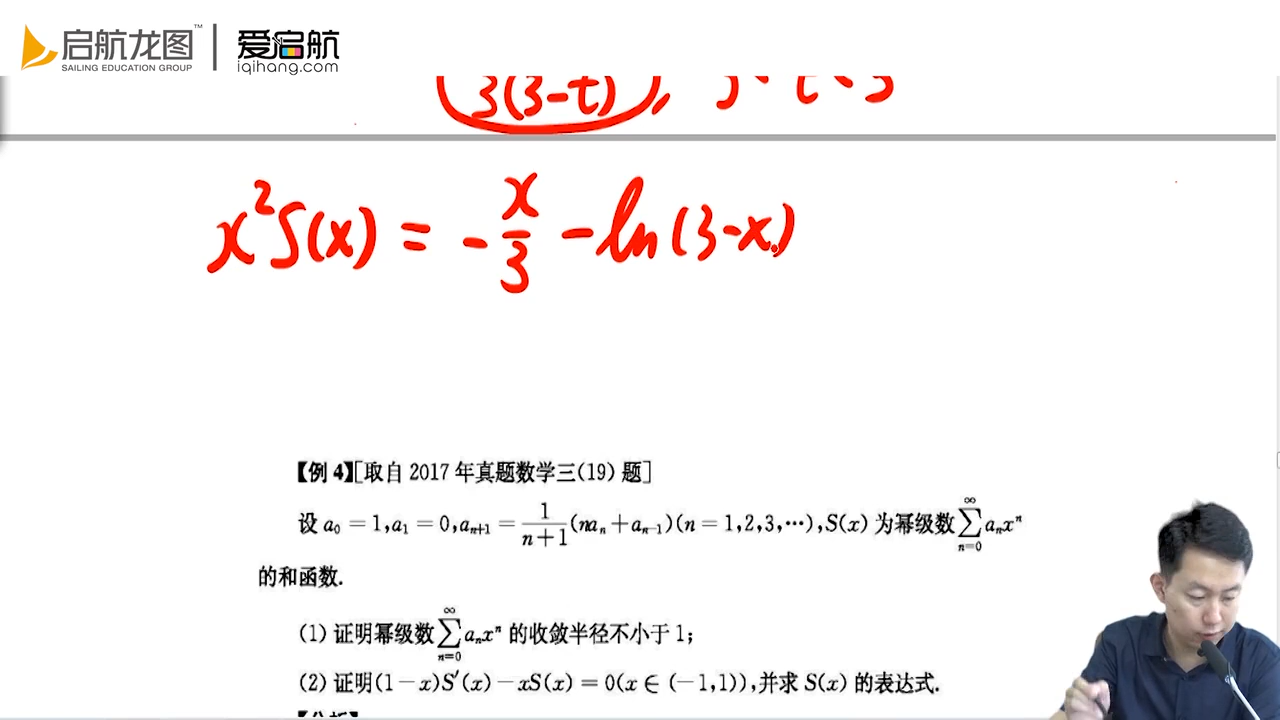 启航龙图™ 爱启航
SAILING EDUCATION GROUP iqihang.com
3(3-t)
x²S(x) = -x/3 - ln(3-x)
【例 4】[取自 2017 年真题数学三(19) 题]
设 a₀ = 1, a₁ = 0, aₙ₊₁ = 1/(n+1) (naₙ + aₙ₋₁)(n = 1,2,3,⋯), S(x) 为幂级数 ∑_{n=0}^{∞} aₙxⁿ
的和函数.
(1) 证明幂级数 ∑_{n=0}^{∞} aₙxⁿ 的收敛半径不小于 1;
(2) 证明(1-x)S′(x)-xS(x) = 0(x ∈ (-1,1)),并求 S(x) 的表达式.